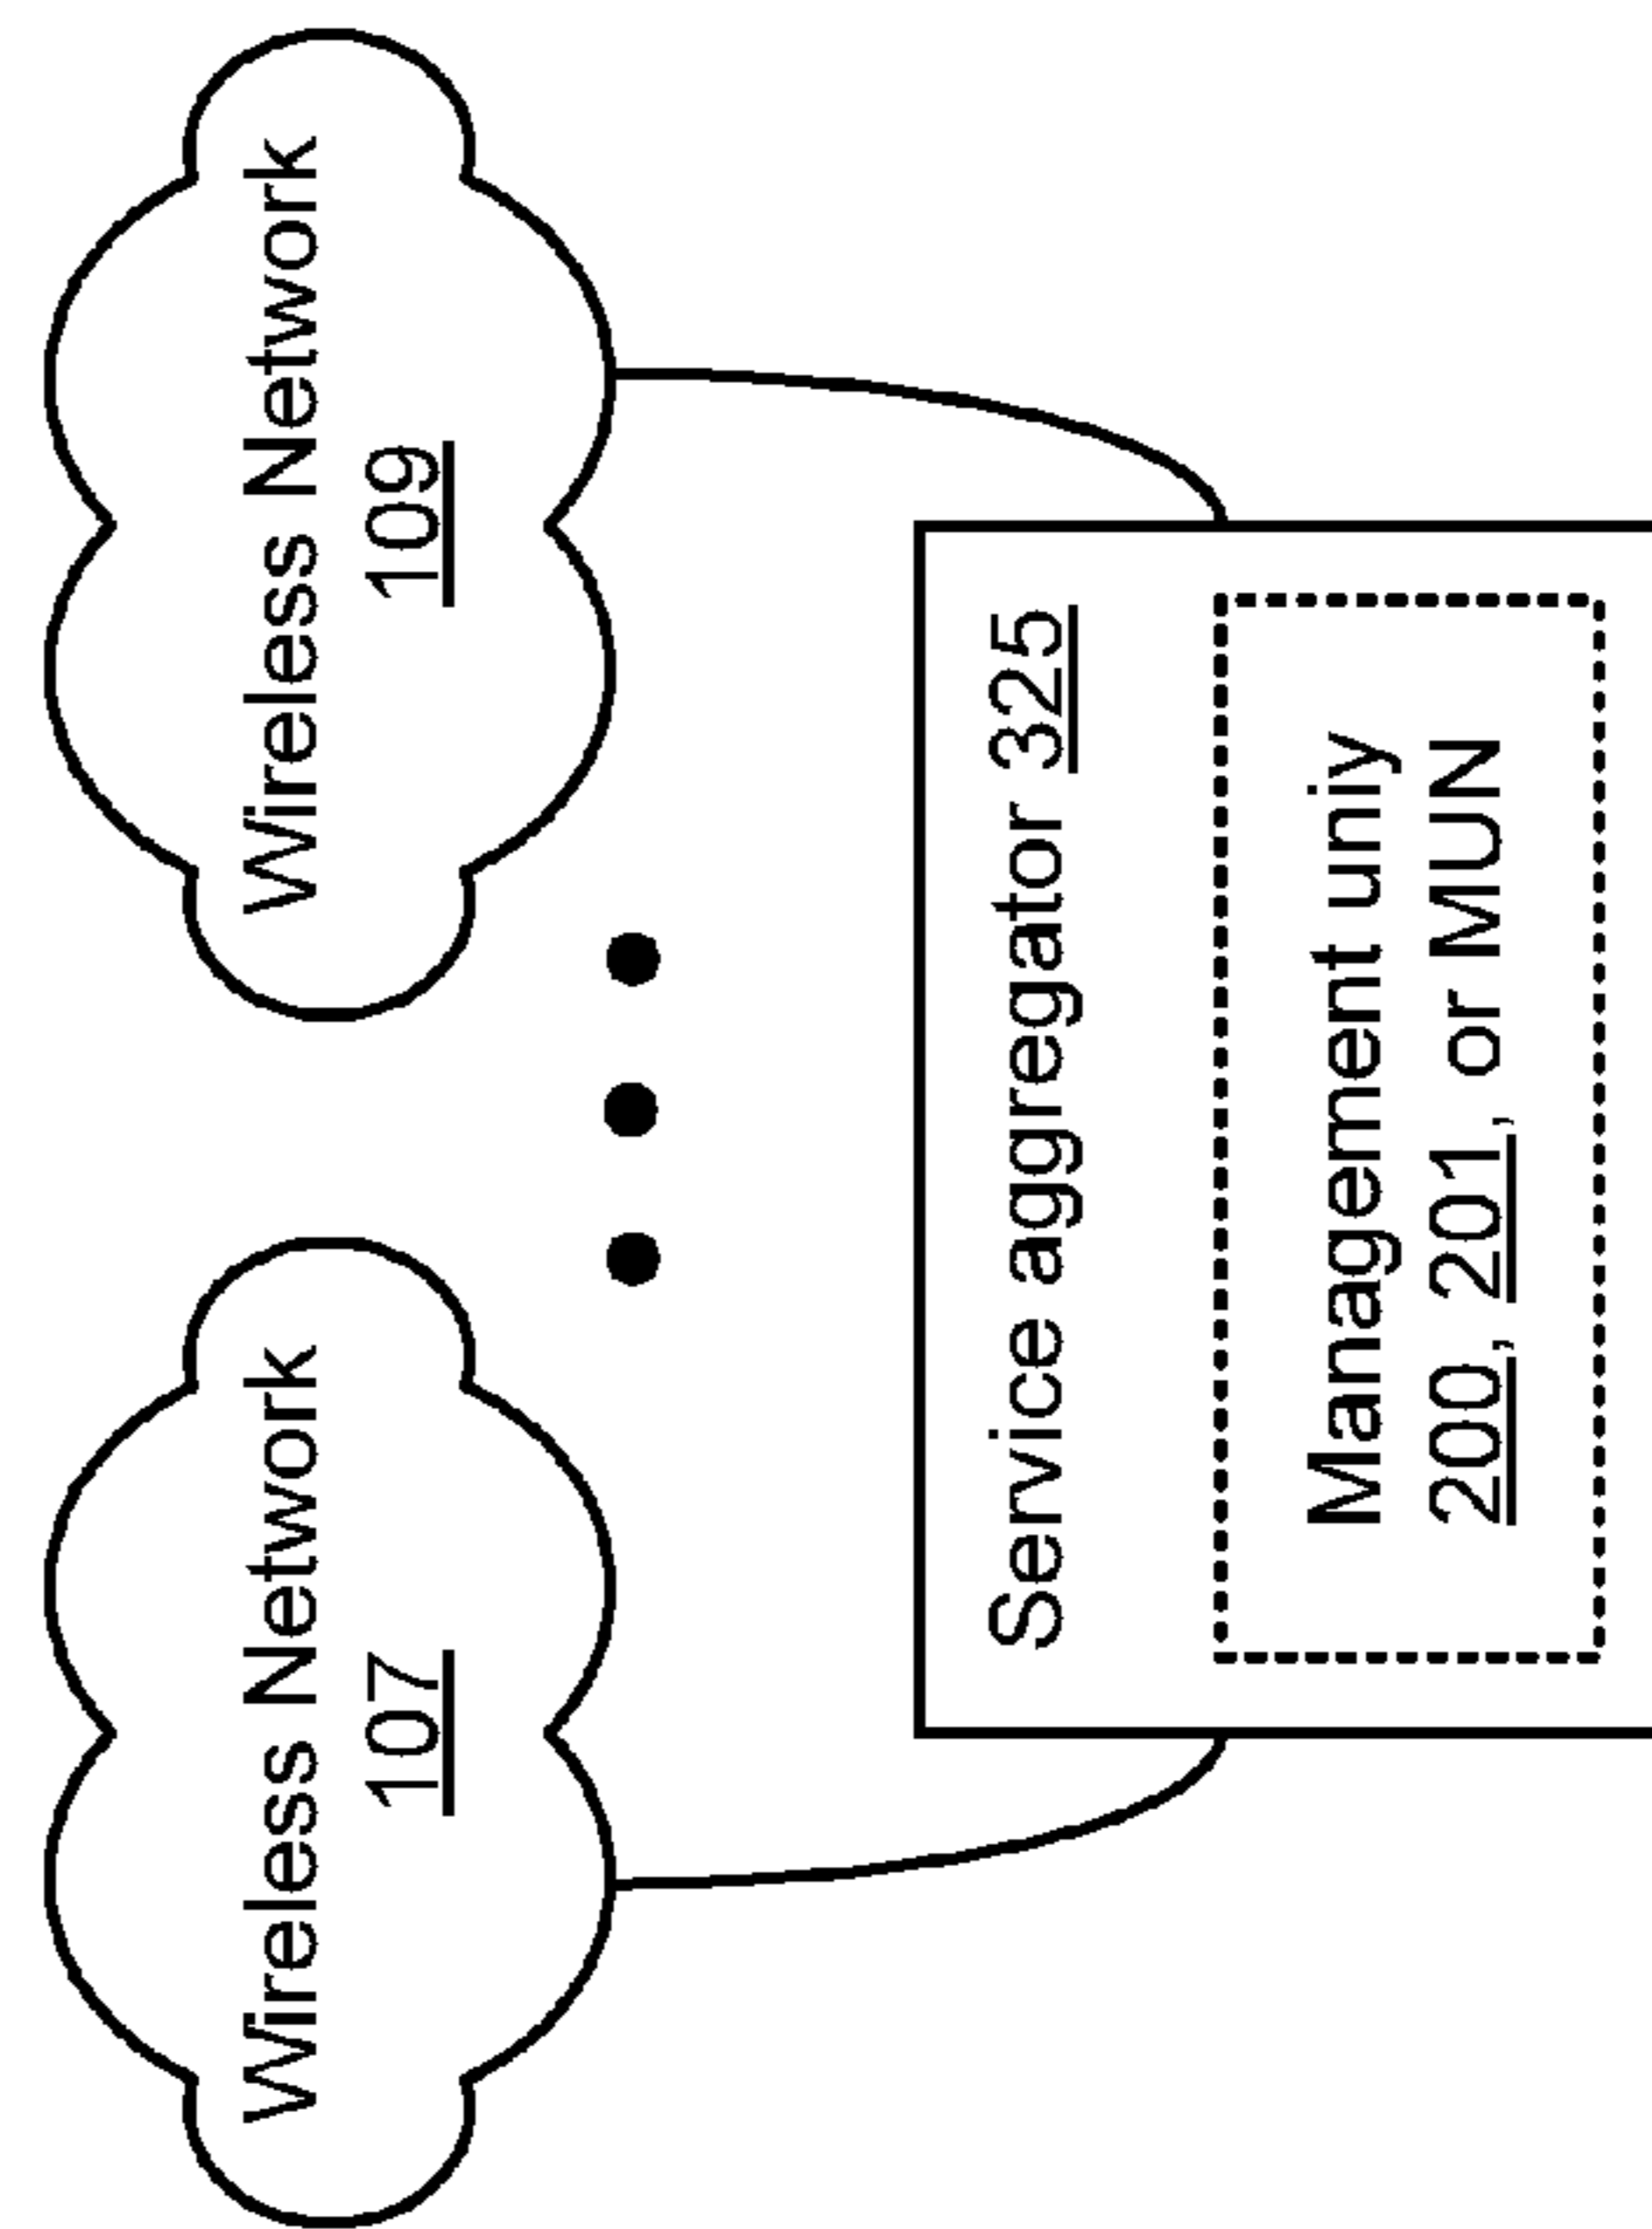 Wireless Network
107
Wireless Network
109
Service aggregator 325
Management uniy
200, 201, or MUN